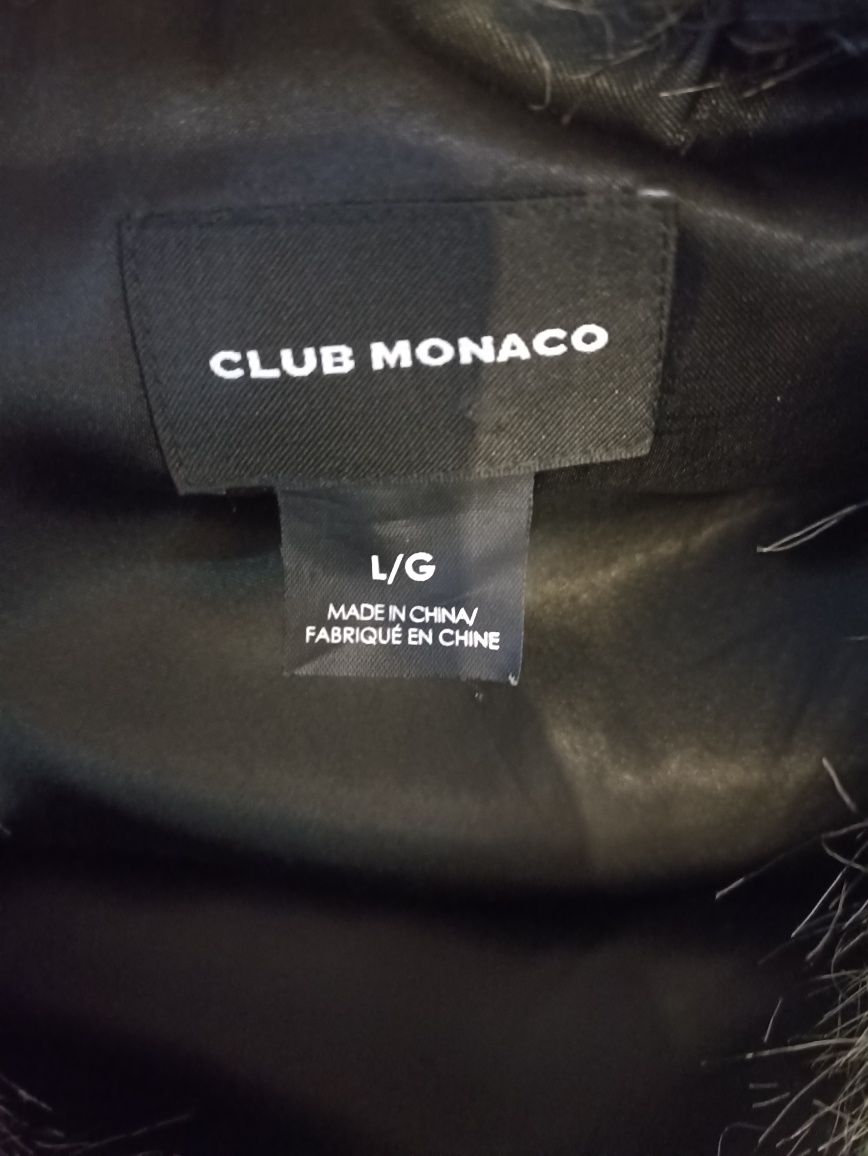 CLUB MONACO
L/G
MADE IN CHINA/
FABRIQUÉ EN CHINE